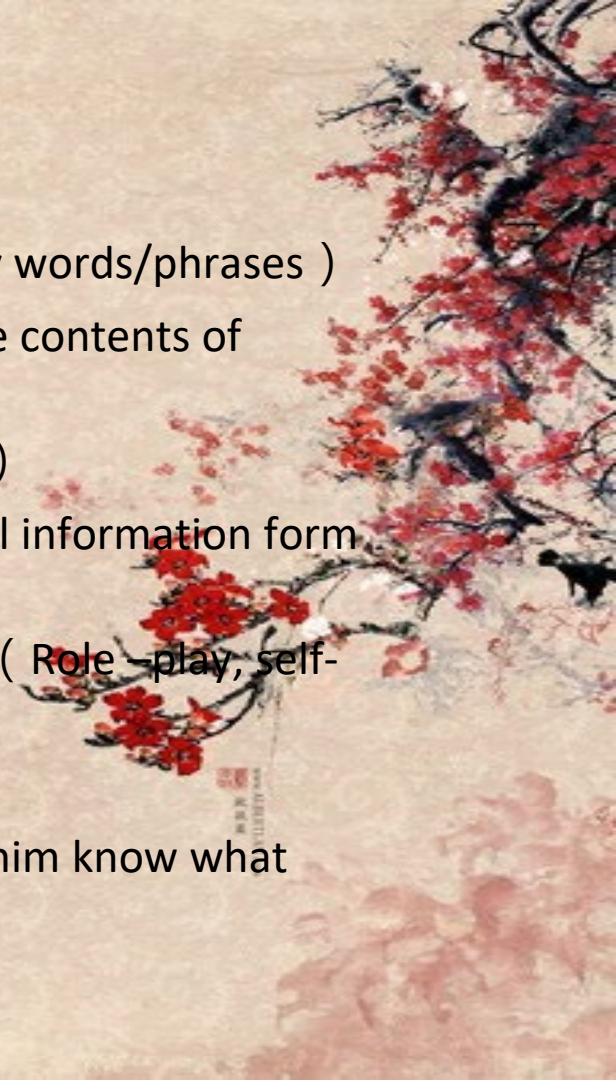 words/phrases ）
contents of
）
l information form
（ Role –play, self-
him know what